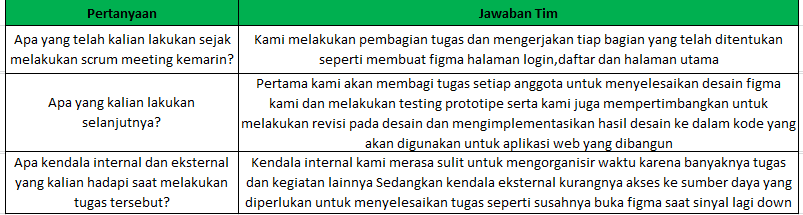 Pertanyaan
Jawaban Tim
Apa yang telah kalian lakukan sejak
melakukan scrum meeting kemarin?
Kami melakukan pembagian tugas dan mengerjakan tiap bagian yang telah ditentukan
seperti membuat figma halaman login,daftar dan halaman utama
Apa yang kalian lakukan
selanjutnya?
Pertama kami akan membagi tugas setiap anggota untuk menyelesaikan desain figma
kami dan melakukan testing prototipe serta kami juga mempertimbangkan untuk
melakukan revisi pada desain dan mengimplementasikan hasil desain ke dalam kode yang
akan digunakan untuk aplikasi web yang dibangun
Apa kendala internal dan eksternal
yang kalian hadapi saat melakukan
tugas tersebut?
Kendala internal kami merasa sulit untuk mengorganisir waktu karena banyaknya tugas
dan kegiatan lainnya Sedangkan kendala eksternal kurangnya akses ke sumber daya yang
diperlukan untuk menyelesaikan tugas seperti susahnya buka figma saat sinyal lagi down